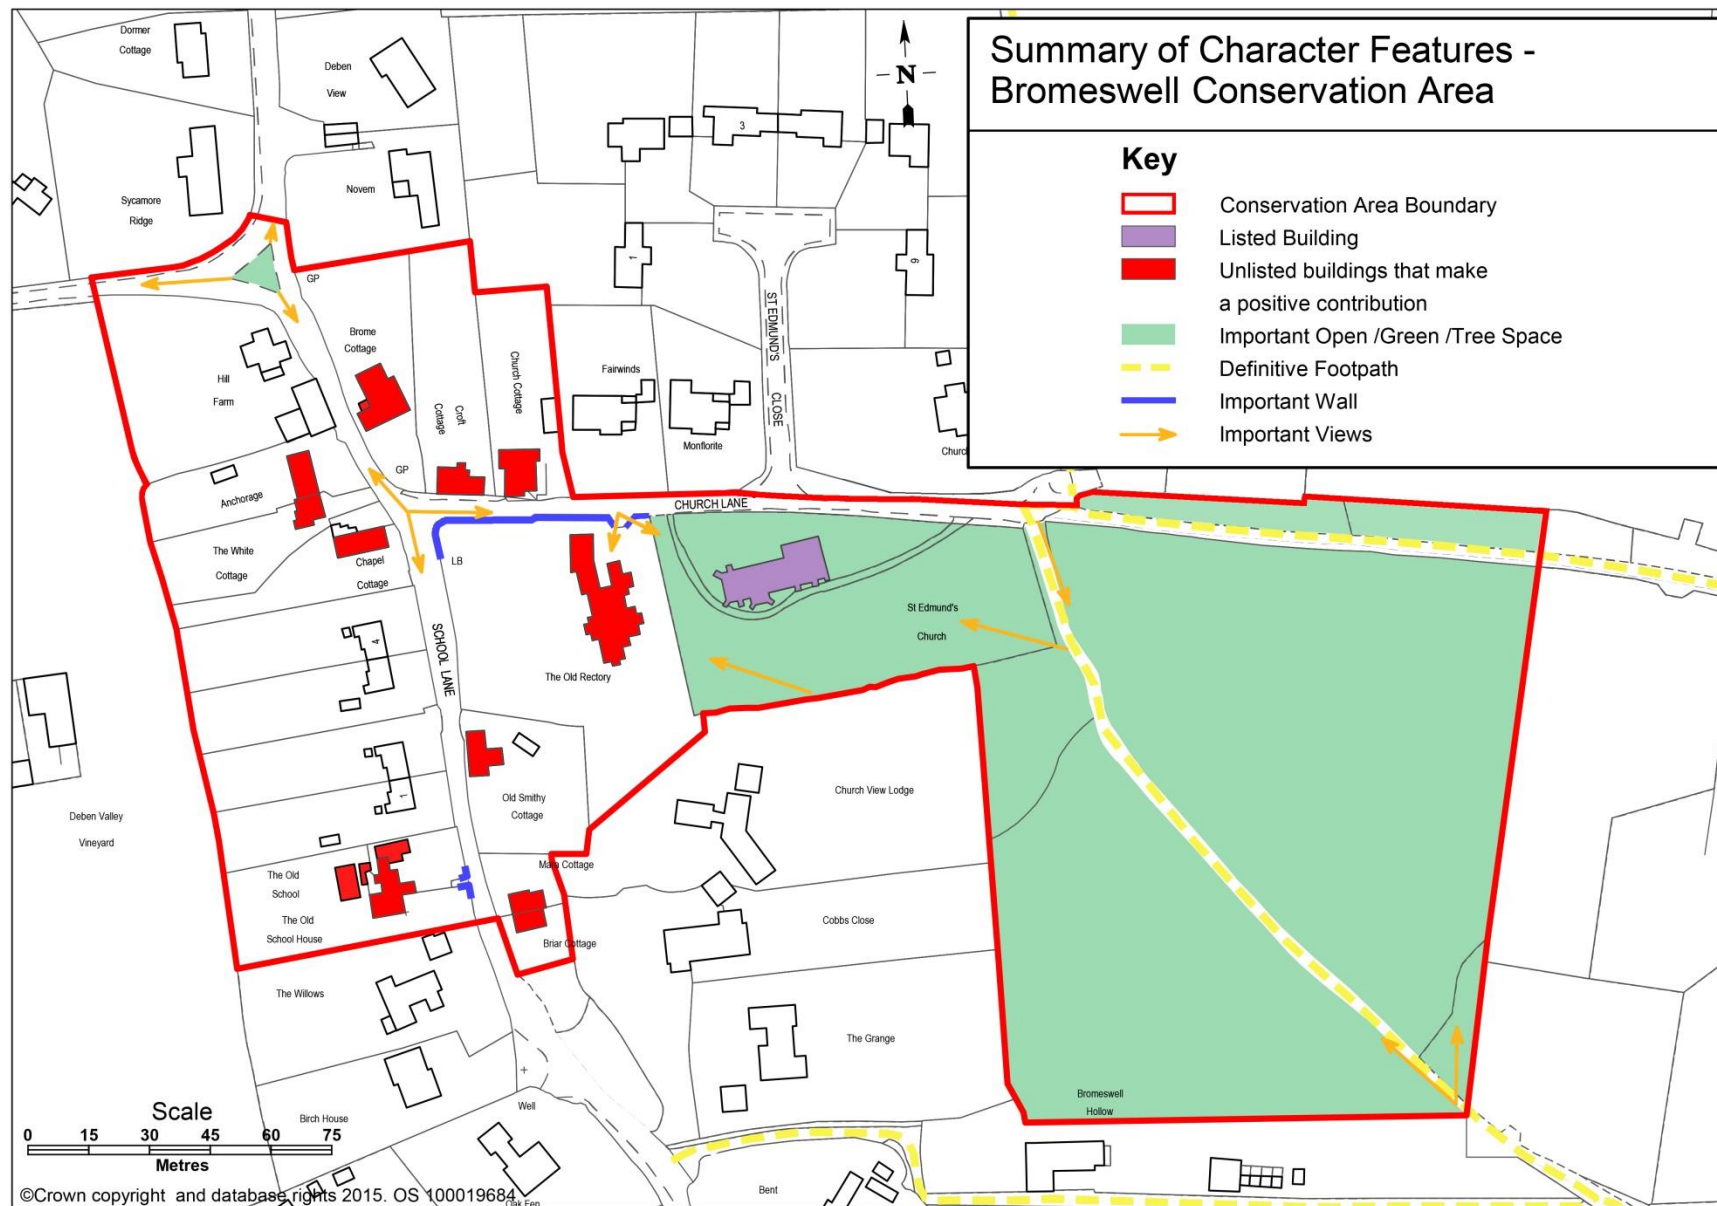 Summary of Character Features -
Bromeswell Conservation Area
Key
Conservation Area Boundary
Listed Building
Unlisted buildings that make
a positive contribution
Important Open /Green /Tree Space
Definitive Footpath
Important Wall
Important Views
N
Dormer
Cottage
Deben
View
Sycamore
Ridge
Novem
3
1
9
GP
Brome
Cottage
Hill
Farm
Croft
Cottage
Church Cottage
Fairwinds
Monflorite
ST.EDMUND'S
CLOSE
Church
GP
Anchorage
CHURCH LANE
The White
Cottage
Chapel
Cottage
LB
SCHOOL LANE
4
St Edmund's
Church
The Old Rectory
1
Old Smithy
Cottage
Church View Lodge
Deben Valley
Vineyard
The Old
School
The Old
School House
Mara Cottage
Briar Cottage
Cobbs Close
The Willows
The Grange
Bromeswell
Hollow
Well
Birch House
Bent
Oak Fen
Scale
0 15 30 45 60 75
Metres
©Crown copyright and database rights 2015. OS 100019684